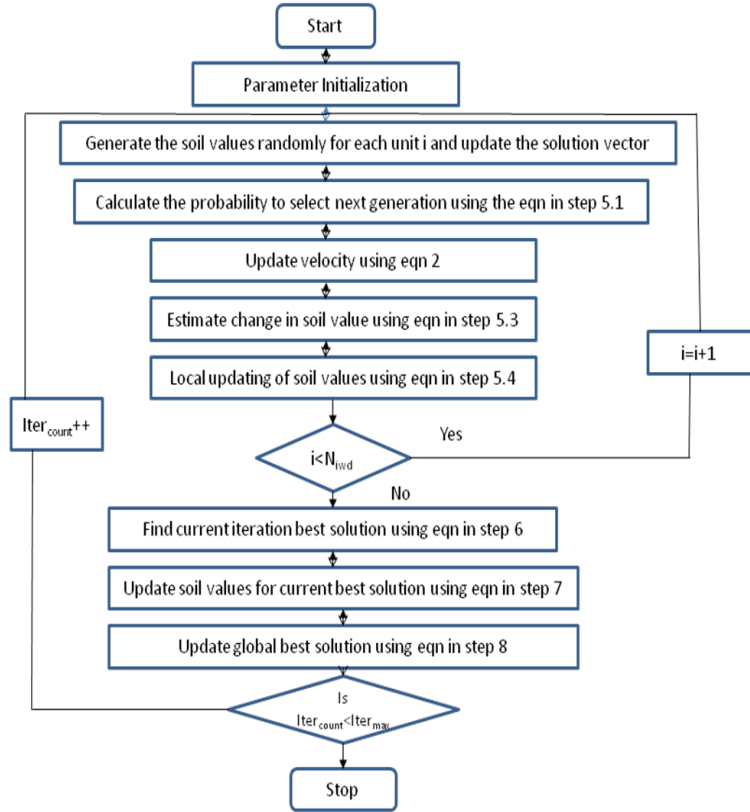 Start
Parameter Initialization
Generate the soil values randomly for each unit i and update the solution vector
Calculate the probability to select next generation using the eqn in step 5.1
Update velocity using eqn 2
Estimate change in soil value using eqn in step 5.3
i=i+1
Local updating of soil values using eqn in step 5.4
Itercount++
Yes
i<Niwd
No
Find current iteration best solution using eqn in step 6
Update soil values for current best solution using eqn in step 7
Update global best solution using eqn in step 8
Is
Itercount<Itermax
Stop